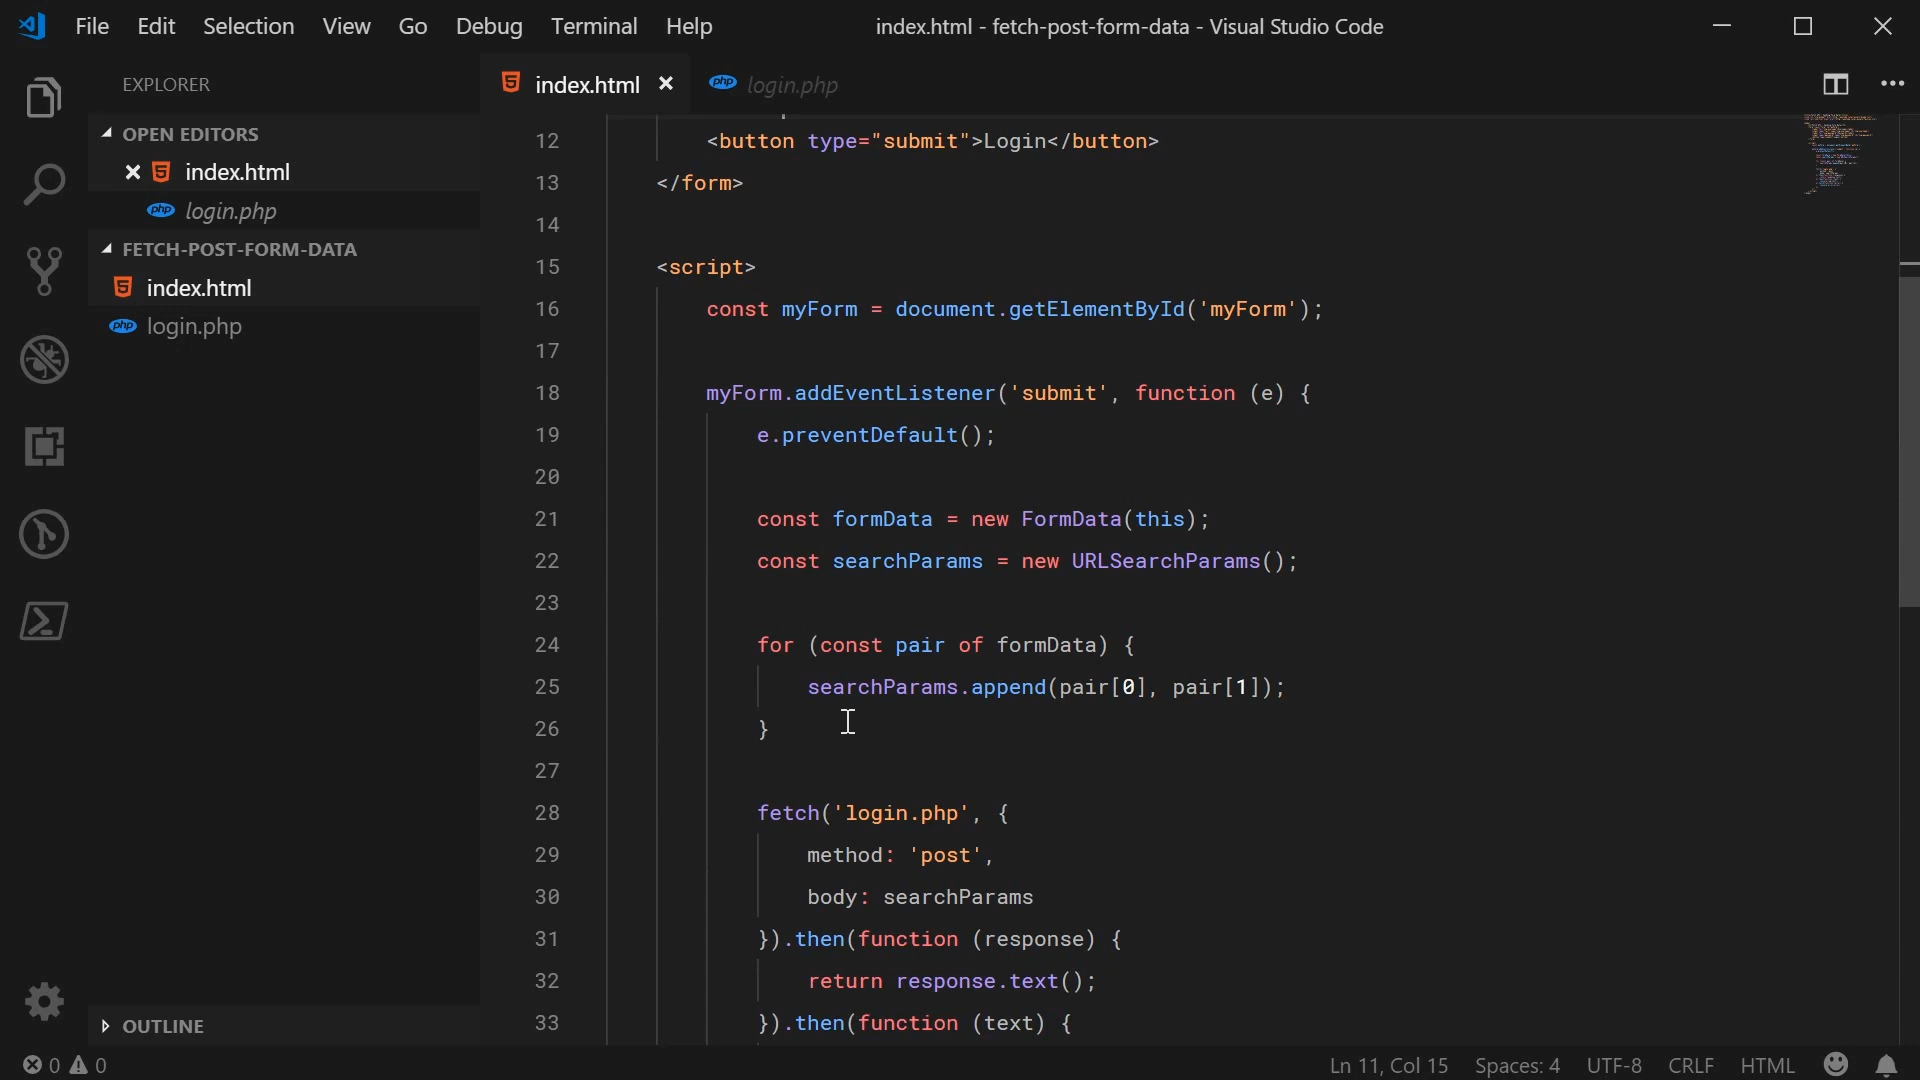 File Edit Selection View Go Debug Terminal Help
index.html - fetch-post-form-data - Visual Studio Code
EXPLORER
OPEN EDITORS
index.html
php login.php
FETCH-POST-FORM-DATA
index.html
php login.php
OUTLINE
index.html
php login.php
12 <button type="submit">Login</button>
13 </form>
14
15 <script>
16 const myForm = document.getElementById('myForm');
17
18 myForm.addEventListener('submit', function (e) {
19 e.preventDefault();
20
21 const formData = new FormData(this);
22 const searchParams = new URLSearchParams();
23
24 for (const pair of formData) {
25 searchParams.append(pair[0], pair[1]);
26 }
27
28 fetch('login.php', {
29 method: 'post',
30 body: searchParams
31 }).then(function (response) {
32 return response.text();
33 }).then(function (text) {
0 0
Ln 11, Col 15 Spaces: 4 UTF-8 CRLF HTML